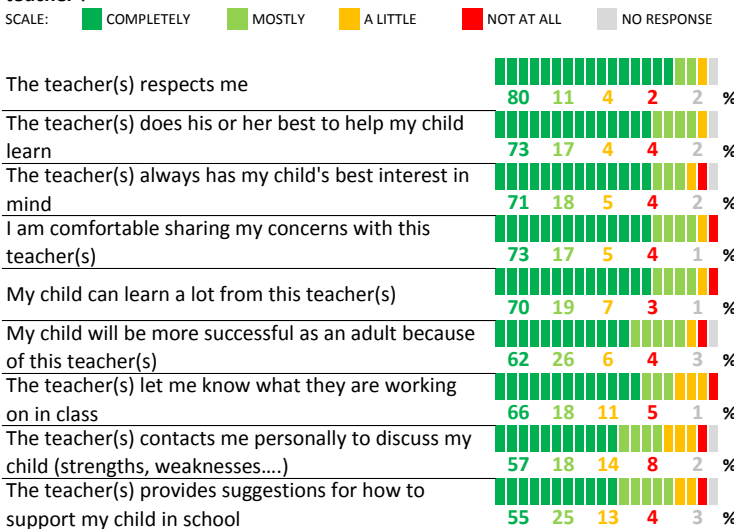 SCALE: COMPLETELY MOSTLY A LITTLE NOT AT ALL NO RESPONSE
The teacher(s) respects me
80 11 4 2 2 %
The teacher(s) does his or her best to help my child
learn
73 17 4 4 2 %
The teacher(s) always has my child's best interest in
mind
71 18 5 4 2 %
I am comfortable sharing my concerns with this
teacher(s)
73 17 5 4 1 %
My child can learn a lot from this teacher(s)
70 19 7 3 1 %
My child will be more successful as an adult because
of this teacher(s)
62 26 6 4 3 %
The teacher(s) let me know what they are working
on in class
66 18 11 5 1 %
The teacher(s) contacts me personally to discuss my
child (strengths, weaknesses....)
57 18 14 8 2 %
The teacher(s) provides suggestions for how to
support my child in school
55 25 13 4 3 %